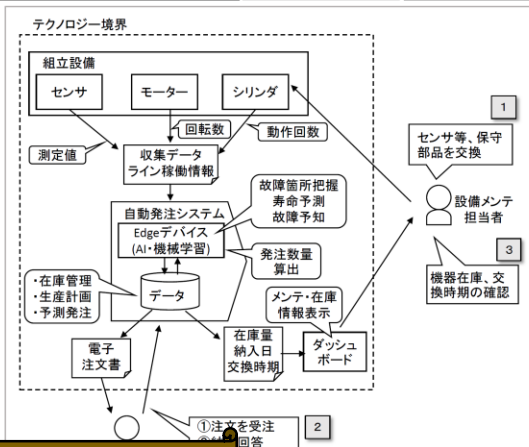 テクノロジー境界
組立設備
センサ
モーター
シリンダ
回転数
動作回数
測定値
収集データ
ライン稼働情報
1
センサ等、保守
部品を交換
設備メンテ
担当者
3
機器在庫、交
換時期の確認
故障箇所把握
寿命予測
故障予知
自動発注システム
Edgeデバイス
(AI・機械学習)
発注数量
算出
・在庫管理
・生産計画
・予測発注
データ
メンテ・在庫
情報表示
電子
注文書
在庫量
納入日
交換時期
ダッシュ
ボード
①注文を受注
回答
2